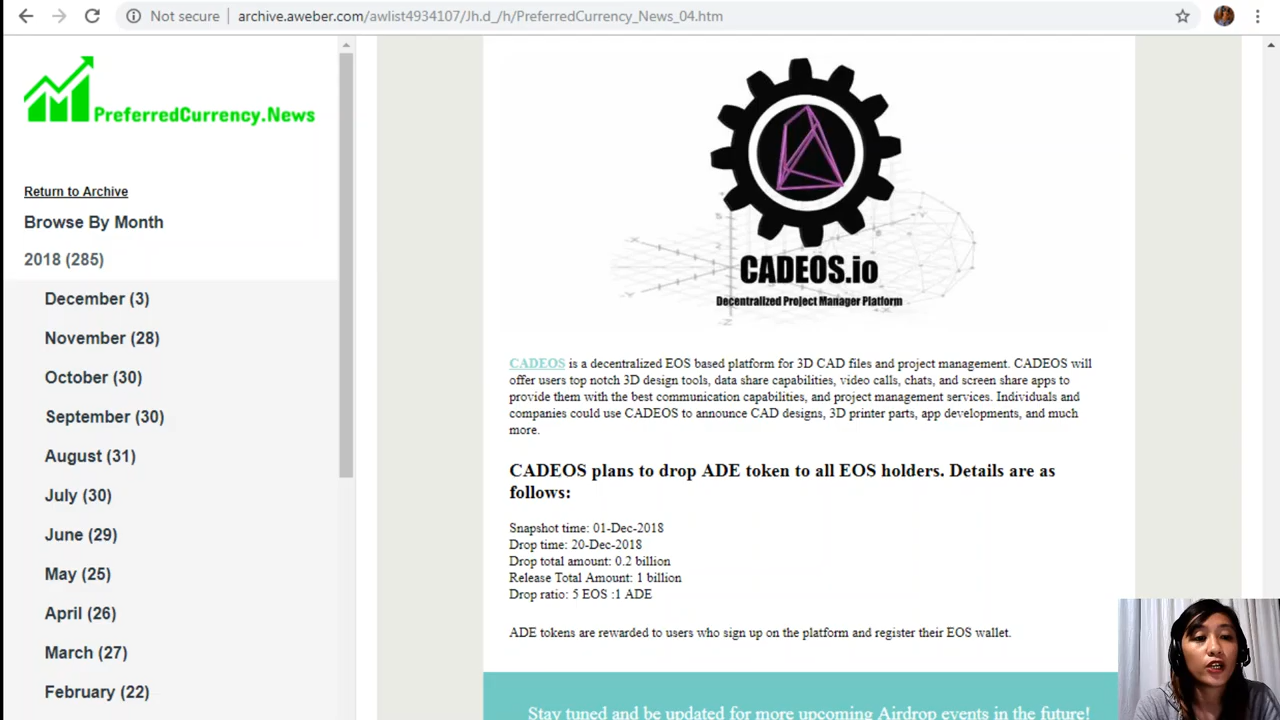 Not secure
archive.aweber.com/awlist4934107/Jh.d_/h/PreferredCurrency_News_04.htm
PreferredCurrency.News
Return to Archive
Browse By Month
2018 (285)
December (3)
November (28)
October (30)
September (30)
August (31)
July (30)
June (29)
May (25)
April (26)
March (27)
February (22)
CADEOS.io
Decentralized Project Manager Platform
CADEOS is a decentralized EOS based platform for 3D CAD files and project management. CADEOS will
offer users top notch 3D design tools, data share capabilities, video calls, chats, and screen share apps to
provide them with the best communication capabilities, and project management services. Individuals and
companies could use CADEOS to announce CAD designs, 3D printer parts, app developments, and much
more.
CADEOS plans to drop ADE token to all EOS holders. Details are as
follows:
Snapshot time: 01-Dec-2018
Drop time: 20-Dec-2018
Drop total amount: 0.2 billion
Release Total Amount: 1 billion
Drop ratio: 5 EOS :1 ADE
ADE tokens are rewarded to users who sign up on the platform and register their EOS wallet.
Stay tuned and be updated for more upcoming Airdrop events in the future!